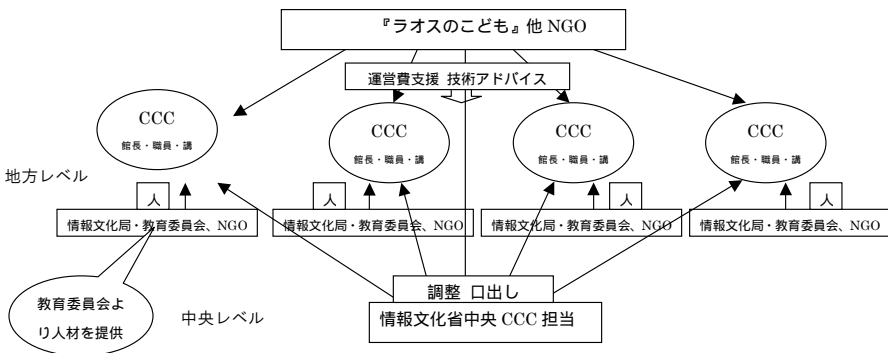 『ラオスのこども』他 NGO
運営費支援 技術アドバイス
CCC
館長・職員・講
CCC
館長・職員・講
CCC
館長・職員・講
CCC
館長・職員・講
地方レベル
人
人
人
人
情報文化局・教育委員会、NGO
情報文化局・教育委員会、NGO
情報文化局・教育委員会、NGO
情報文化局・教育委員会、NGO
教育委員会よ
り人材を提供
中央レベル
調整 口出し
情報文化省中央 CCC 担当